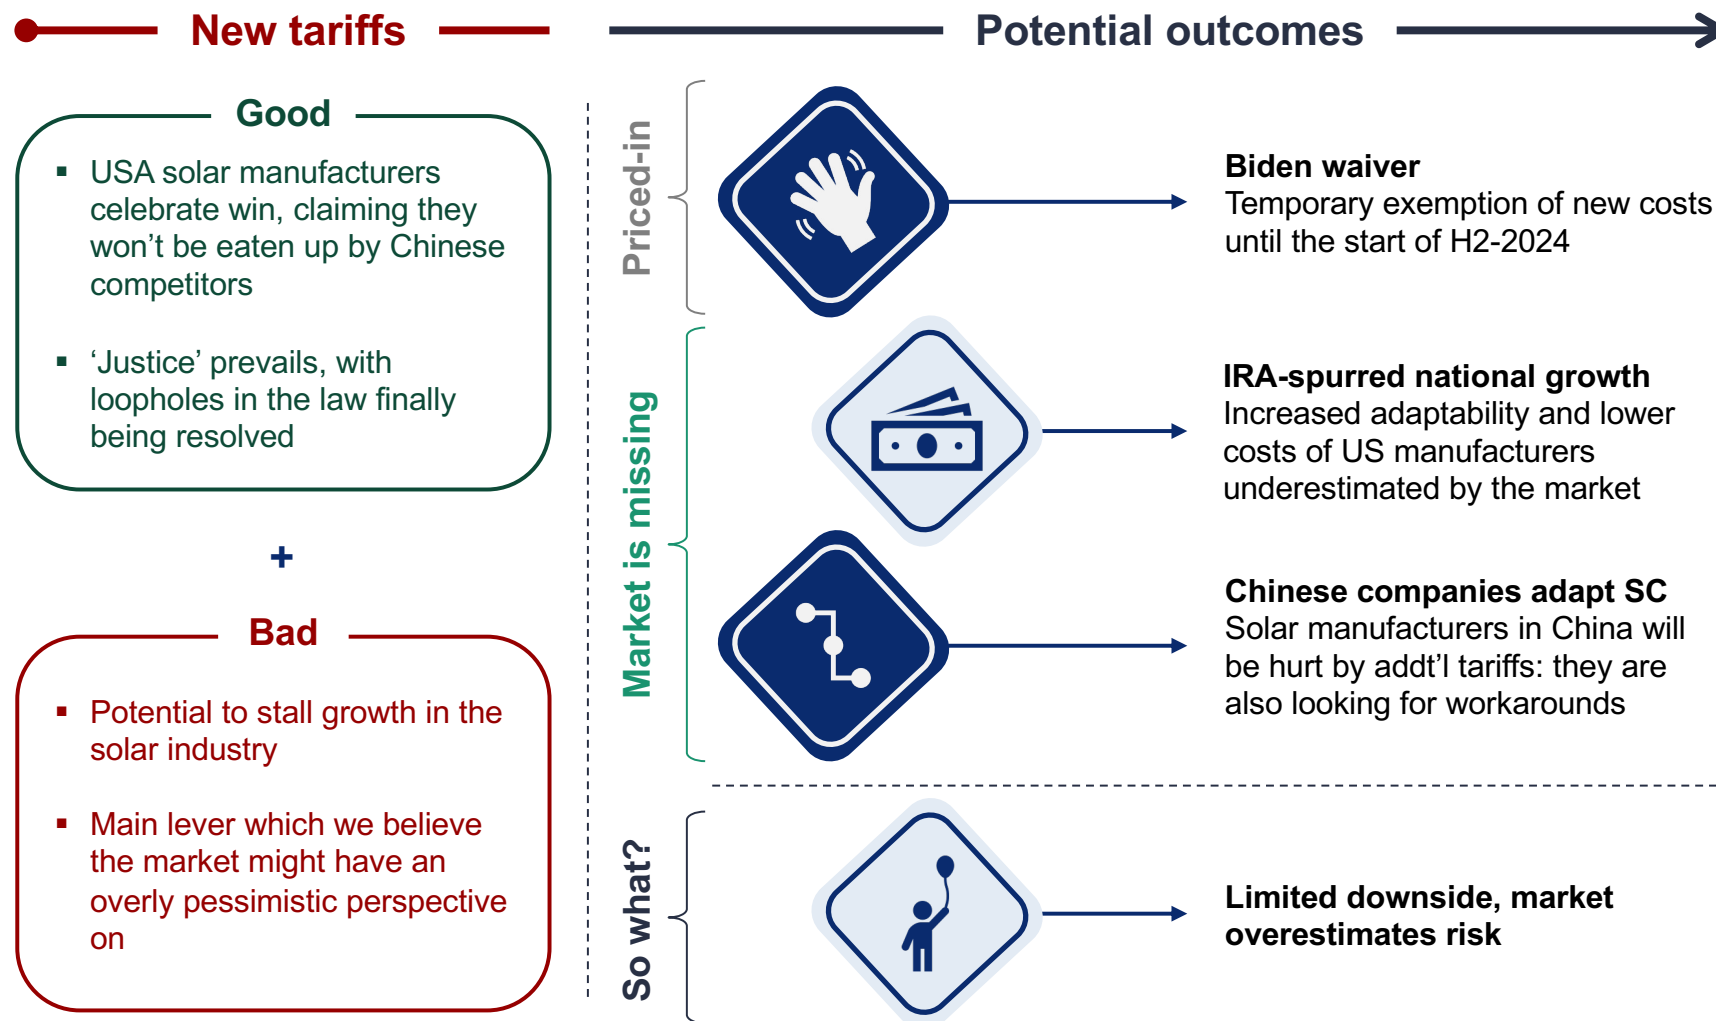 New tariffs
Good
▪ USA solar manufacturers
celebrate win, claiming they
won’t be eaten up by Chinese
competitors
▪ ‘Justice’ prevails, with
loopholes in the law finally
being resolved
+
Bad
▪ Potential to stall growth in the
solar industry
▪ Main lever which we believe
the market might have an
overly pessimistic perspective
on
Potential outcomes
Priced-in
Biden waiver
Temporary exemption of new costs
until the start of H2-2024
Market is missing
IRA-spurred national growth
Increased adaptability and lower
costs of US manufacturers
underestimated by the market
Chinese companies adapt SC
Solar manufacturers in China will
be hurt by addt’l tariffs: they are
also looking for workarounds
So what?
Limited downside, market
overestimates risk